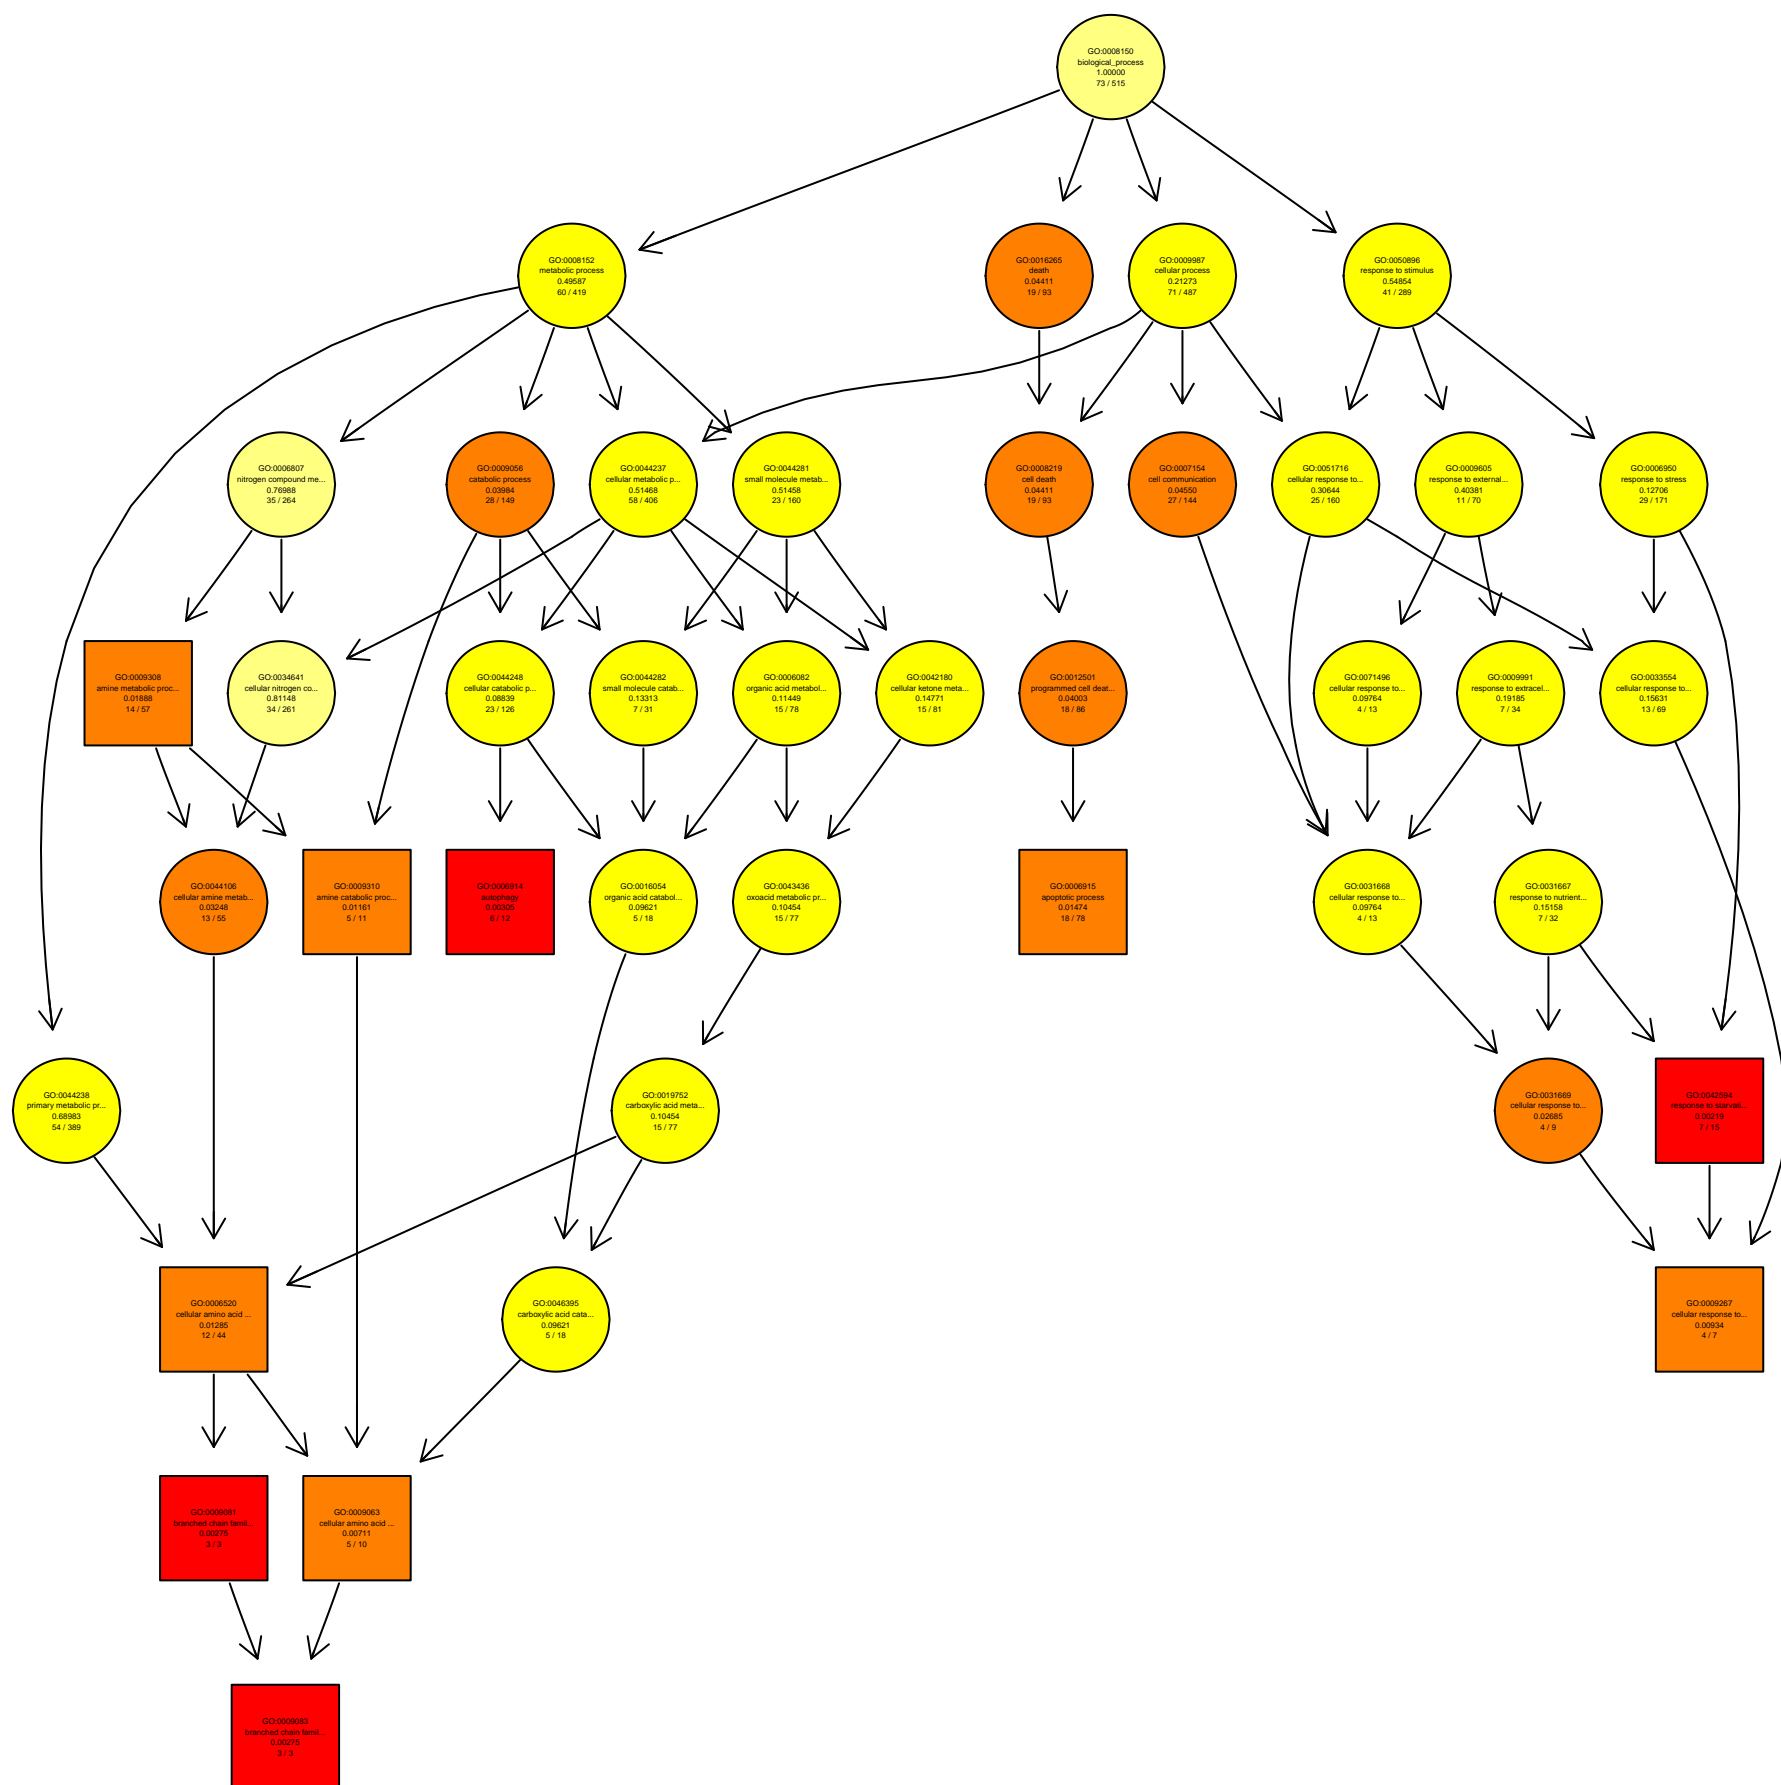 GO:0008150
biological_process
1.00000
73 / 515
GO:0008152
metabolic process
0.49587
60 / 419
GO:0016265
death
0.04411
19 / 93
GO:0009987
cellular process
0.21273
71 / 487
GO:0050896
response to stimulus
0.54854
41 / 289
GO:0006807
nitrogen compound me...
0.76988
35 / 264
GO:0009056
catabolic process
0.03984
28 / 149
GO:0044237
cellular metabolic p...
0.51468
58 / 406
GO:0044281
small molecule metab...
0.51458
23 / 160
GO:0008219
cell death
0.04411
19 / 93
GO:0007154
cell communication
0.04550
27 / 144
GO:0051716
cellular response to...
0.30644
25 / 160
GO:0009605
response to external...
0.40381
11 / 70
GO:0006950
response to stress
0.12706
29 / 171
GO:0009308
amine metabolic proc...
0.01888
14 / 57
GO:0034641
cellular nitrogen co...
0.81148
34 / 261
GO:0044248
cellular catabolic p...
0.08839
23 / 126
GO:0044282
small molecule catab...
0.13313
7 / 31
GO:0006082
organic acid metabol...
0.11449
15 / 78
GO:0042180
cellular ketone meta...
0.14771
15 / 81
GO:0012501
programmed cell deat...
0.04003
18 / 86
GO:0071496
cellular response to...
0.09764
4 / 13
GO:0009991
response to extracel...
0.19185
7 / 34
GO:0033554
cellular response to...
0.15631
13 / 69
GO:0044106
cellular amine metab...
0.03248
13 / 55
GO:0009310
amine catabolic proc...
0.01161
5 / 11
GO:0006914
autophagy
0.00305
6 / 12
GO:0016054
organic acid catabol...
0.09621
5 / 18
GO:0043436
oxoacid metabolic pr...
0.10454
15 / 77
GO:0006915
apoptotic process
0.01474
18 / 78
GO:0031668
cellular response to...
0.09764
4 / 13
GO:0031667
response to nutrient...
0.15158
7 / 32
GO:0044238
primary metabolic pr...
0.68983
54 / 389
GO:0019752
carboxylic acid meta...
0.10454
15 / 77
GO:0031669
cellular response to...
0.02685
4 / 9
GO:0042594
response to starvati...
0.00219
7 / 15
GO:0006520
cellular amino acid ...
0.01285
12 / 44
GO:0046395
carboxylic acid cata...
0.09621
5 / 18
GO:0009267
cellular response to...
0.00934
4 / 7
GO:0009081
branched chain famil...
0.00275
3 / 3
GO:0009063
cellular amino acid ...
0.00711
5 / 10
GO:0009083
branched chain famil...
0.00275
3 / 3